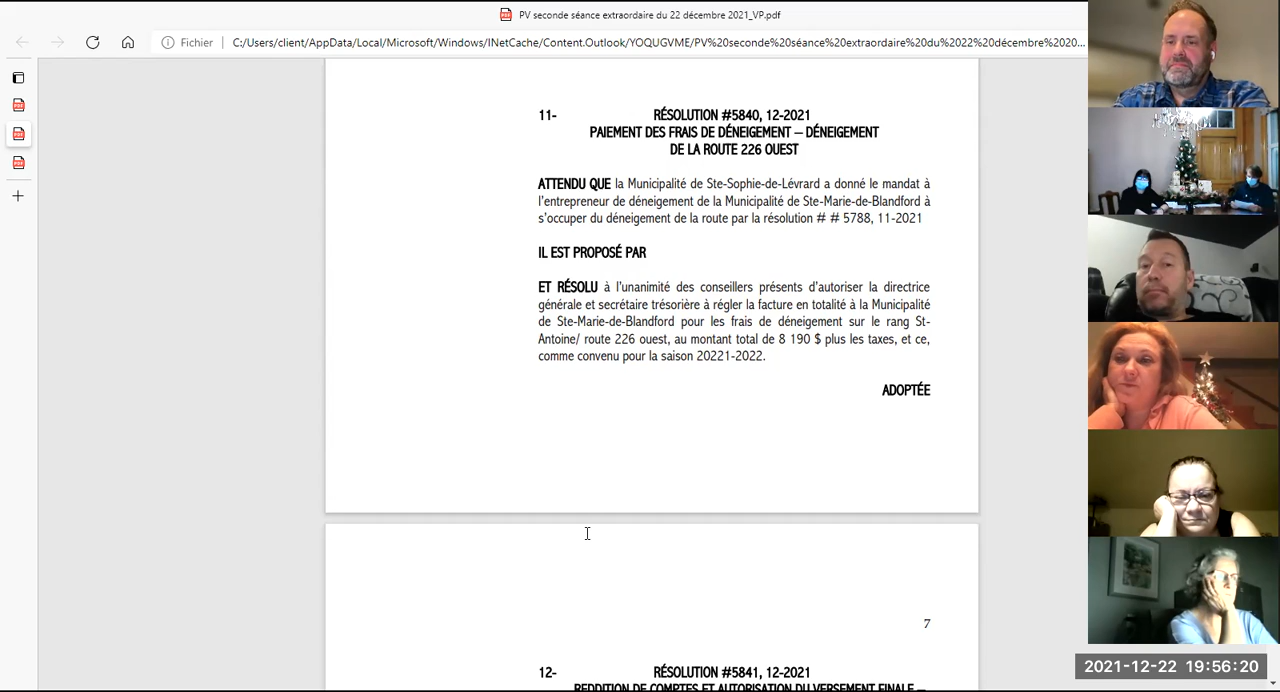 PV seconde séance extraordaire du 22 décembre 2021_VP.pdf
Fichier
C:/Users/client/AppData/Local/Microsoft/Windows/INetCache/Content.Outlook/YOQUGVME/PV%20seconde%20séance%20extraordaire%20du%2022%20décembre%2020...
11- RÉSOLUTION #5840, 12-2021
PAIEMENT DES FRAIS DE DÉNEIGEMENT – DÉNEIGEMENT
DE LA ROUTE 226 OUEST
ATTENDU QUE la Municipalité de Ste-Sophie-de-Lévrard a donné le mandat à
l'entrepreneur de déneigement de la Municipalité de Ste-Marie-de-Blandford à
s'occuper du déneigement de la route par la résolution # # 5788, 11-2021
IL EST PROPOSÉ PAR
ET RÉSOLU à l'unanimité des conseillers présents d'autoriser la directrice
générale et secrétaire trésorière à régler la facture en totalité à la Municipalité
de Ste-Marie-de-Blandford pour les frais de déneigement sur le rang St-
Antoine/ route 226 ouest, au montant total de 8 190 $ plus les taxes, et ce,
comme convenu pour la saison 20221-2022.
ADOPTÉE
7
12- RÉSOLUTION #5841, 12-2021
REDDITION DE COMPTES ET AUTORISATION DU VERSEMENT FINALE –
2021-12-22 19:56:20